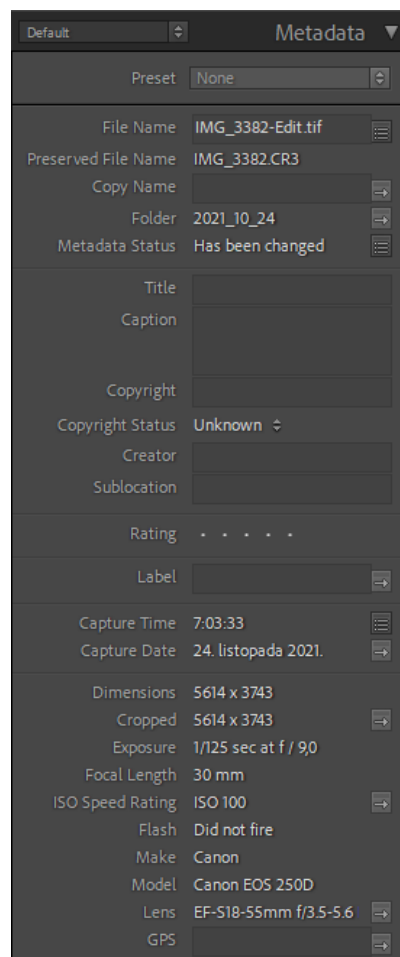 Default Metadata
Preset None
File Name IMG_3382-Edit.tif
Preserved File Name IMG_3382.CR3
Copy Name
Folder 2021_10_24
Metadata Status Has been changed
Title
Caption
Copyright
Copyright Status Unknown
Creator
Sublocation
Rating . . . . .
Label
Capture Time 7:03:33
Capture Date 24. listopada 2021.
Dimensions 5614 x 3743
Cropped 5614 x 3743
Exposure 1/125 sec at f / 9,0
Focal Length 30 mm
ISO Speed Rating ISO 100
Flash Did not fire
Make Canon
Model Canon EOS 250D
Lens EF-S18-55mm f/3.5-5.6
GPS